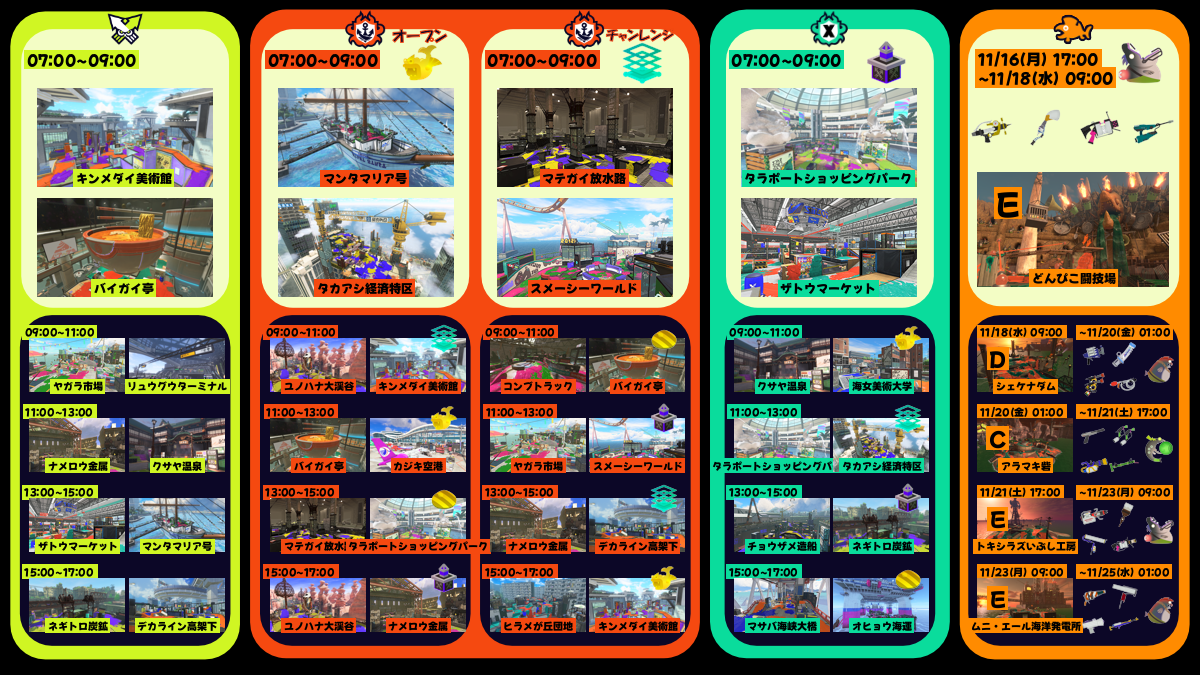 07:00~09:00
キンメダイ美術館
バイガイ亭
09:00~11:00
ヤガラ市場
リュウグウターミナル
11:00~13:00
ナメロウ金属
クサヤ温泉
13:00~15:00
ザトウマーケット
マンタマリア号
15:00~17:00
ネギトロ炭鉱
デカライン高架下
オープン
07:00~09:00
マンタマリア号
タカアシ経済特区
09:00~11:00
ユノハナ大渓谷
キンメダイ美術館
11:00~13:00
バイガイ亭
カジキ空港
13:00~15:00
マテガイ放水
タラポートショッピングパーク
15:00~17:00
ユノハナ大渓谷
ナメロウ金属
チャンレンジ
07:00~09:00
マテガイ放水路
スメーシーワールド
09:00~11:00
コンブトラック
バイガイ亭
11:00~13:00
ヤガラ市場
スメーシーワールド
13:00~15:00
ナメロウ金属
デカライン高架下
15:00~17:00
ヒラメが丘団地
キンメダイ美術館
X
07:00~09:00
タラポートショッピングパーク
ザトウマーケット
09:00~11:00
クサヤ温泉
海女美術大学
11:00~13:00
タラポートショッピングパ
タカアシ経済特区
13:00~15:00
チョウザメ造船
ネギトロ炭鉱
15:00~17:00
マサバ海峡大橋
オヒョウ海運
11/16(月) 17:00
~11/18(水) 09:00
E
どんぴこ闘技場
11/18(水) 09:00 ~11/20(金) 01:00
D
シェケナダム
11/20(金) 01:00 ~11/21(土) 17:00
C
アラマキ砦
11/21(土) 17:00 ~11/23(月) 09:00
E
トキシラズいぶし工房
11/23(月) 09:00 ~11/25(水) 01:00
E
ムニ・エール海洋発電所